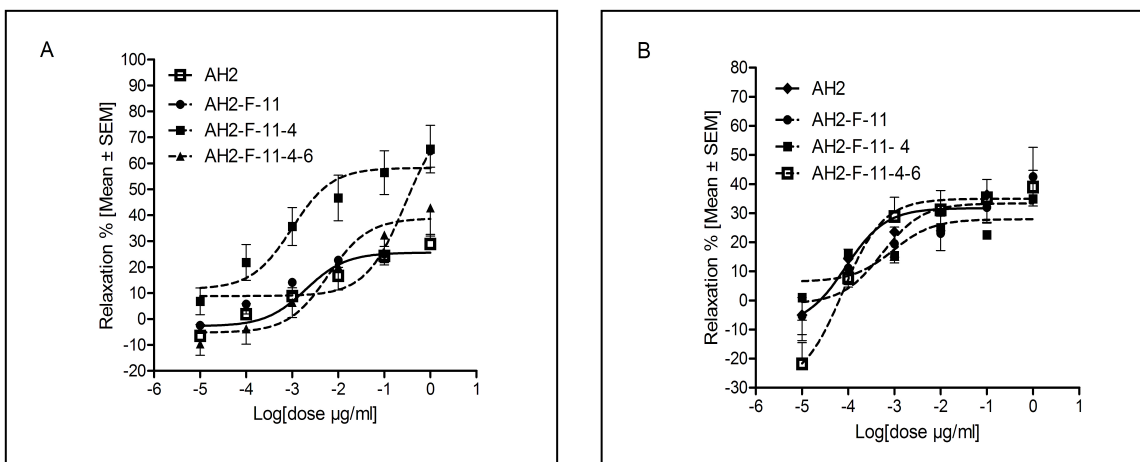 A
100
90
80
70
60
50
40
30
20
10
0
-10
-20
Relaxation % [Mean ± SEM]
AH2
AH2-F-11
AH2-F-11-4
AH2-F-11-4-6
-6 -5 -4 -3 -2 -1 0 1
Log[dose µg/ml]
B
80
70
60
50
40
30
20
10
0
-10
-20
-30
Relaxation % [Mean ± SEM]
AH2
AH2-F-11
AH2-F-11- 4
AH2-F-11-4-6
-6 -5 -4 -3 -2 -1 0 1
Log[dose µg/ml]